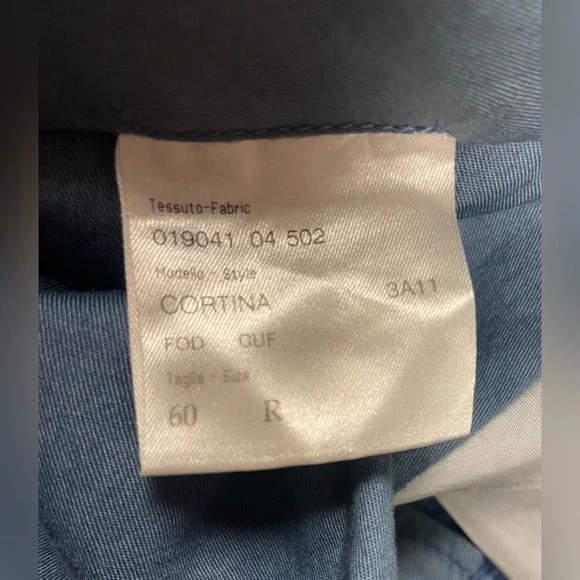 Tessuto-Fabric
019041 04 502
Modello - Style
CORTINA 3A11
FOD CUF
Taglia - Size
60 R